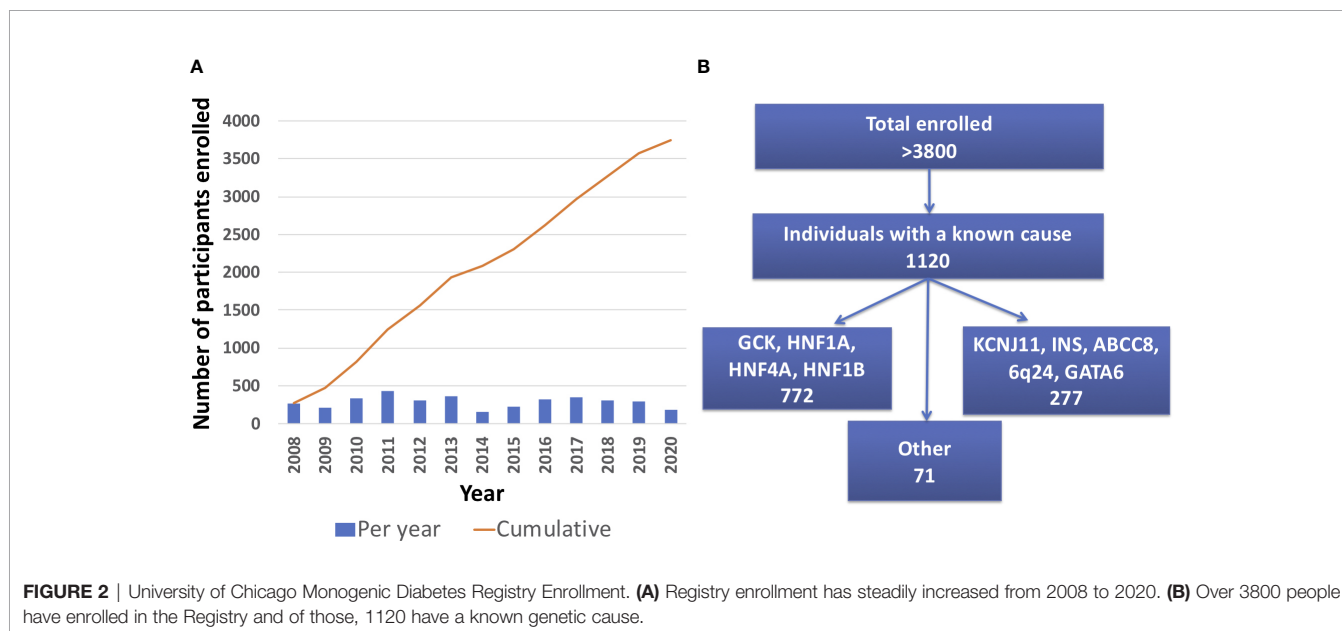 A
Number of participants enrolled
4000
3500
3000
2500
2000
1500
1000
500
0
2008
2009
2010
2011
2012
2013
2014
2015
2016
2017
2018
2019
2020
Year
Per year
Cumulative
B
Total enrolled
>3800
Individuals with a known cause
1120
GCK, HNF1A,
HNF4A, HNF1B
772
KCNJ11, INS, ABCC8,
6q24, GATA6
277
Other
71
FIGURE 2 | University of Chicago Monogenic Diabetes Registry Enrollment. (A) Registry enrollment has steadily increased from 2008 to 2020. (B) Over 3800 people
have enrolled in the Registry and of those, 1120 have a known genetic cause.